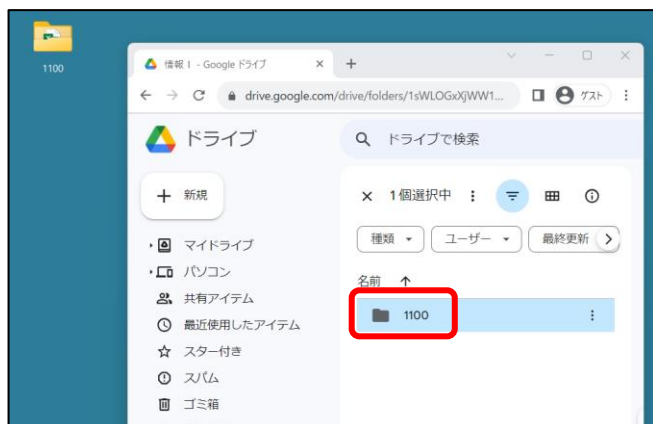 1100
情報Ⅰ - Google ドライブ
drive.google.com/drive/folders/1sWLOGxXjWW1...
ゲスト
ドライブ
ドライブで検索
新規
1個選択中
種類
ユーザー
最終更新
マイドライブ
パソコン
共有アイテム
最近使用したアイテム
スター付き
スパム
ゴミ箱
名前
1100